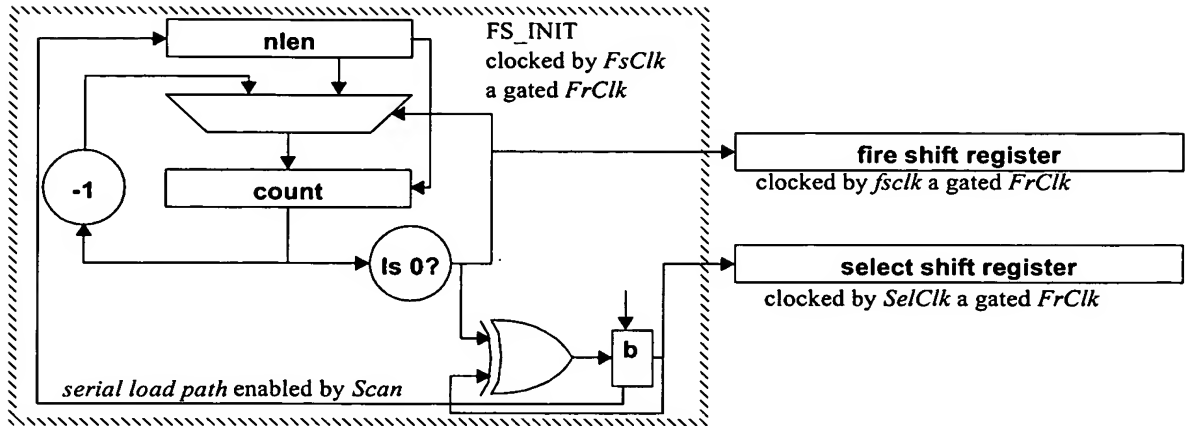 nlen
FS_INIT
clocked by FsClk
a gated FrClk
-1
count
Is 0?
fire shift register
clocked by fsclk a gated FrClk
select shift register
clocked by SelClk a gated FrClk
b
serial load path enabled by Scan